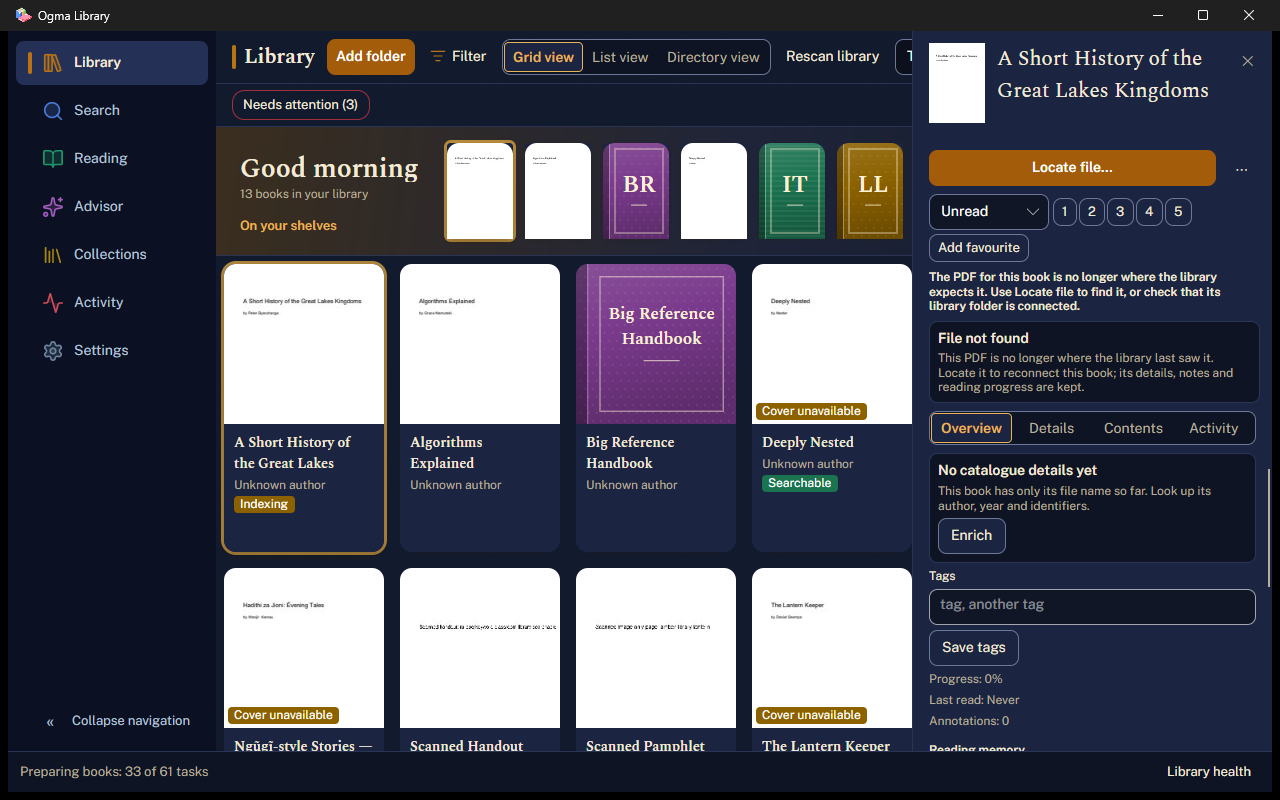 Ogma Library
Library
Search
Reading
Advisor
Collections
Activity
Settings
« Collapse navigation
Library
Add folder
Filter
Grid view
List view
Directory view
Rescan library
T
Needs attention (3)
Good morning
13 books in your library
On your shelves
BR
IT
LL
A Short History of the Great Lakes Kingdoms
A Short History of
the Great Lakes
Unknown author
Indexing
Algorithms Explained
Algorithms
Explained
Unknown author
Big Reference
Handbook
Big Reference
Handbook
Unknown author
Deeply Nested
by Nester
Cover unavailable
Deeply Nested
Unknown author
Searchable
Hadithi za Jioni: Evening Tales
Cover unavailable
Ngũgĩ-style Stories —
Scanned Handout
Scanned Pamphlet
The Lantern Keeper
Cover unavailable
The Lantern Keeper
A Short History of the
Great Lakes Kingdoms
Locate file...
...
Unread
1
2
3
4
5
Add favourite
The PDF for this book is no longer where the library
expects it. Use Locate file to find it, or check that its
library folder is connected.
File not found
This PDF is no longer where the library last saw it.
Locate it to reconnect this book; its details, notes and
reading progress are kept.
Overview
Details
Contents
Activity
No catalogue details yet
This book has only its file name so far. Look up its
author, year and identifiers.
Enrich
Tags
tag, another tag
Save tags
Progress: 0%
Last read: Never
Annotations: 0
Reading memory
Preparing books: 33 of 61 tasks
Library health